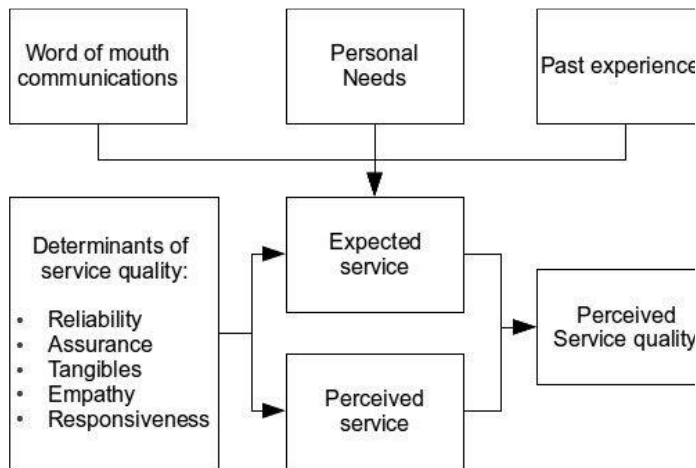 Word of mouth
communications
Personal
Needs
Past experience
Determinants of
service quality:
• Reliability
• Assurance
• Tangibles
• Empathy
• Responsiveness
Expected
service
Perceived
service
Perceived
Service quality